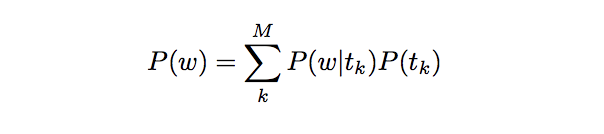 P(w) = \sum_{k}^{M} P(w|t_k)P(t_k)